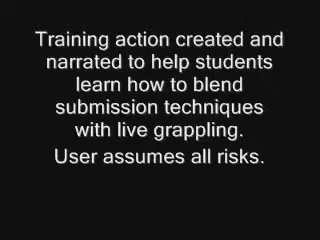 Training action created and
narrated to help students
learn how to blend
submission techniques
with live grappling.
User assumes all risks.